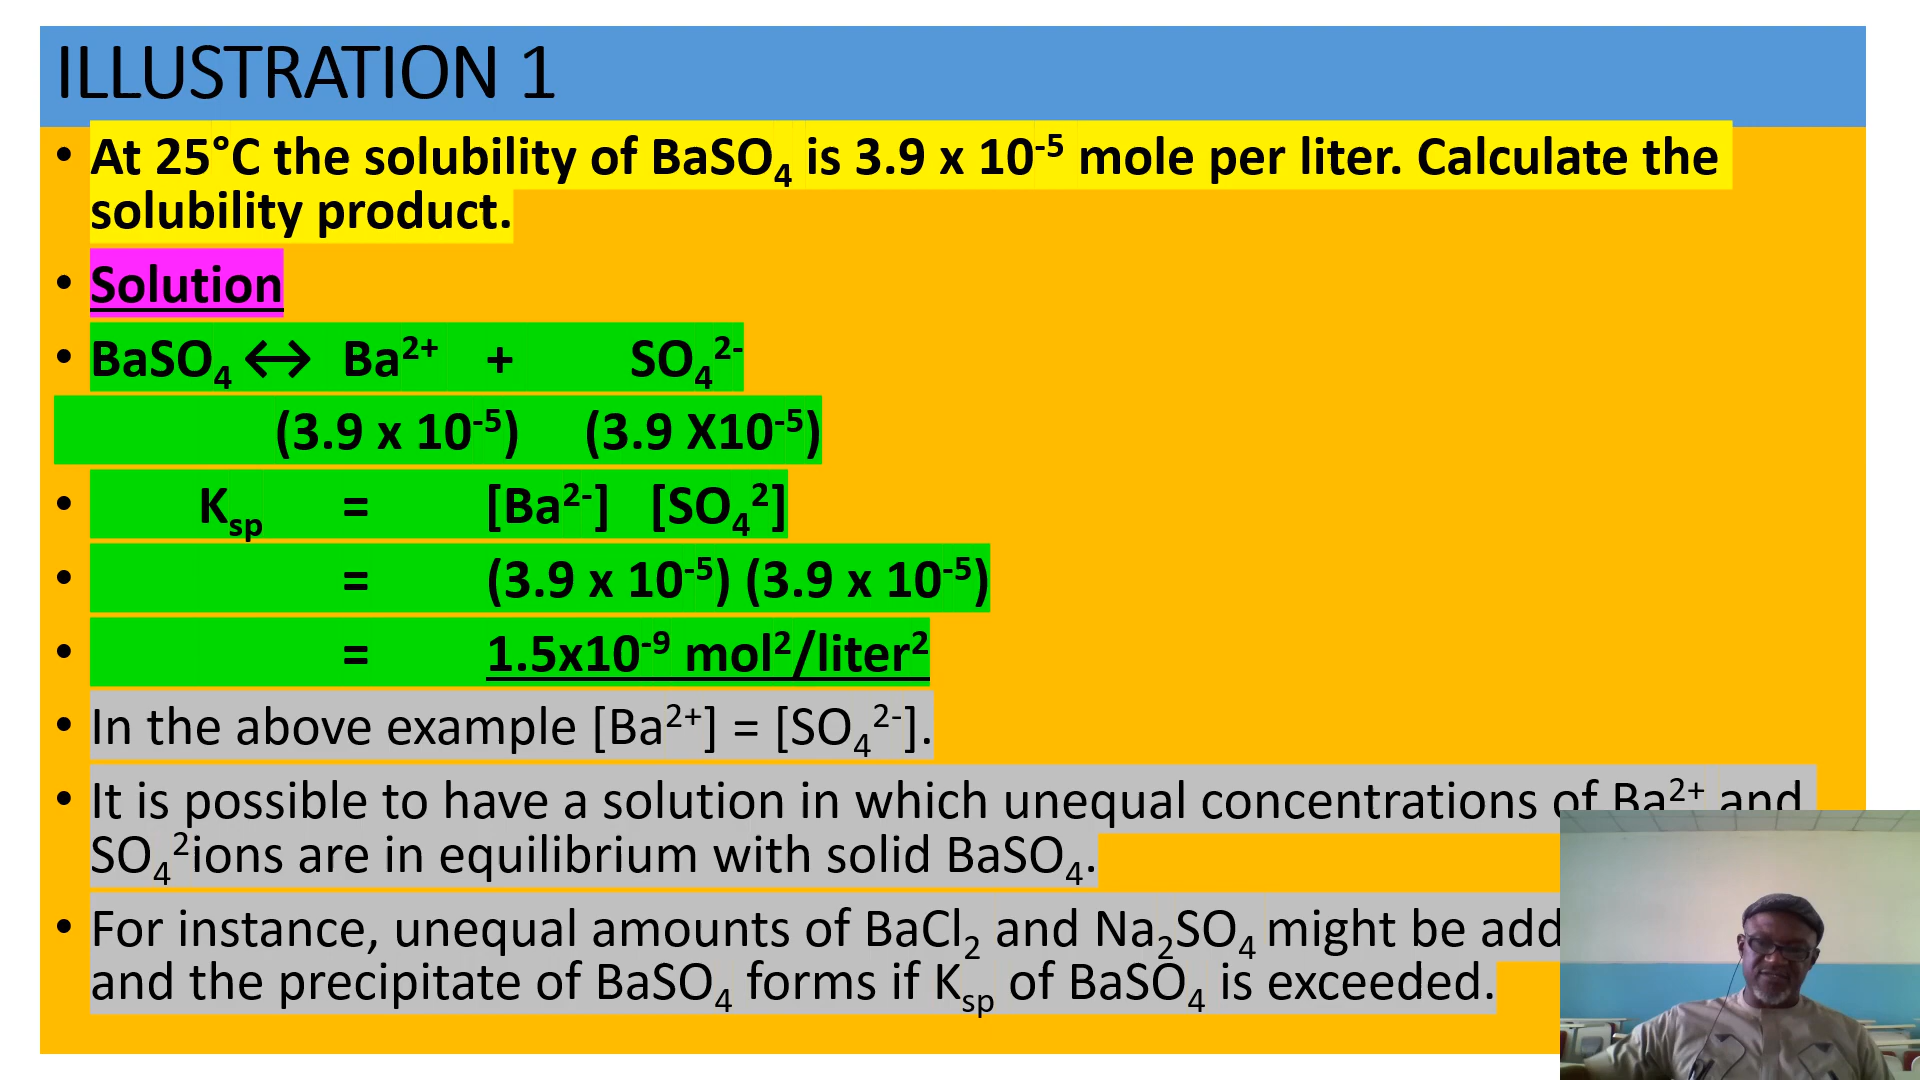 ILLUSTRATION 1
• At 25°C the solubility of BaSO₄ is 3.9 x 10⁻⁵ mole per liter. Calculate the
solubility product.
• Solution
• BaSO₄ ↔ Ba²⁺ + SO₄²⁻
(3.9 x 10⁻⁵) (3.9 X10⁻⁵)
• Kₛₚ = [Ba²⁻] [SO₄²]
• = (3.9 x 10⁻⁵) (3.9 x 10⁻⁵)
• = 1.5x10⁻⁹ mol²/liter²
• In the above example [Ba²⁺] = [SO₄²⁻].
• It is possible to have a solution in which unequal concentrations of Ba²⁺ and
SO₄²ions are in equilibrium with solid BaSO₄.
• For instance, unequal amounts of BaCl₂ and Na₂SO₄ might be add
and the precipitate of BaSO₄ forms if Kₛₚ of BaSO₄ is exceeded.